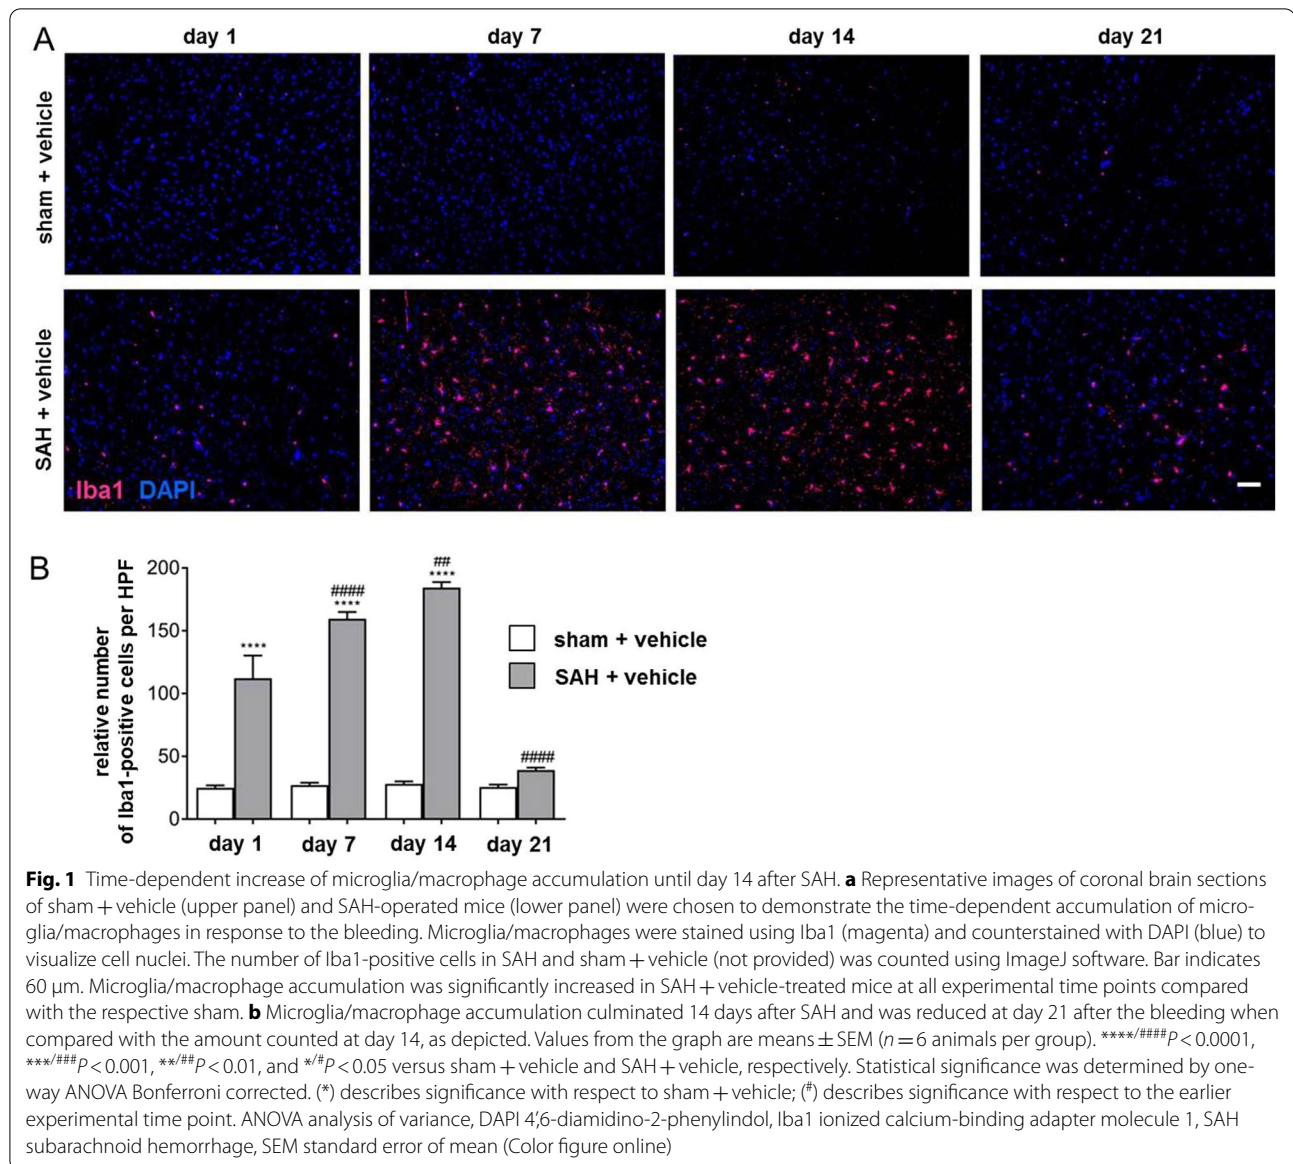 A
day 1 day 7 day 14 day 21
sham + vehicle
SAH + vehicle
Iba1 DAPI
B
relative number
of Iba1-positive cells per HPF
200
150
100
50
0
****
####
****
##
****
####
day 1 day 7 day 14 day 21
sham + vehicle
SAH + vehicle
Fig. 1 Time-dependent increase of microglia/macrophage accumulation until day 14 after SAH. a Representative images of coronal brain sections
of sham + vehicle (upper panel) and SAH-operated mice (lower panel) were chosen to demonstrate the time-dependent accumulation of micro-
glia/macrophages in response to the bleeding. Microglia/macrophages were stained using Iba1 (magenta) and counterstained with DAPI (blue) to
visualize cell nuclei. The number of Iba1-positive cells in SAH and sham + vehicle (not provided) was counted using ImageJ software. Bar indicates
60 μm. Microglia/macrophage accumulation was significantly increased in SAH + vehicle-treated mice at all experimental time points compared
with the respective sham. b Microglia/macrophage accumulation culminated 14 days after SAH and was reduced at day 21 after the bleeding when
compared with the amount counted at day 14, as depicted. Values from the graph are means ± SEM (n = 6 animals per group). ****/####P < 0.0001,
***/###P < 0.001, **/##P < 0.01, and */#P < 0.05 versus sham + vehicle and SAH + vehicle, respectively. Statistical significance was determined by one-
way ANOVA Bonferroni corrected. (*) describes significance with respect to sham + vehicle; (#) describes significance with respect to the earlier
experimental time point. ANOVA analysis of variance, DAPI 4′,6-diamidino-2-phenylindol, Iba1 ionized calcium-binding adapter molecule 1, SAH
subarachnoid hemorrhage, SEM standard error of mean (Color figure online)